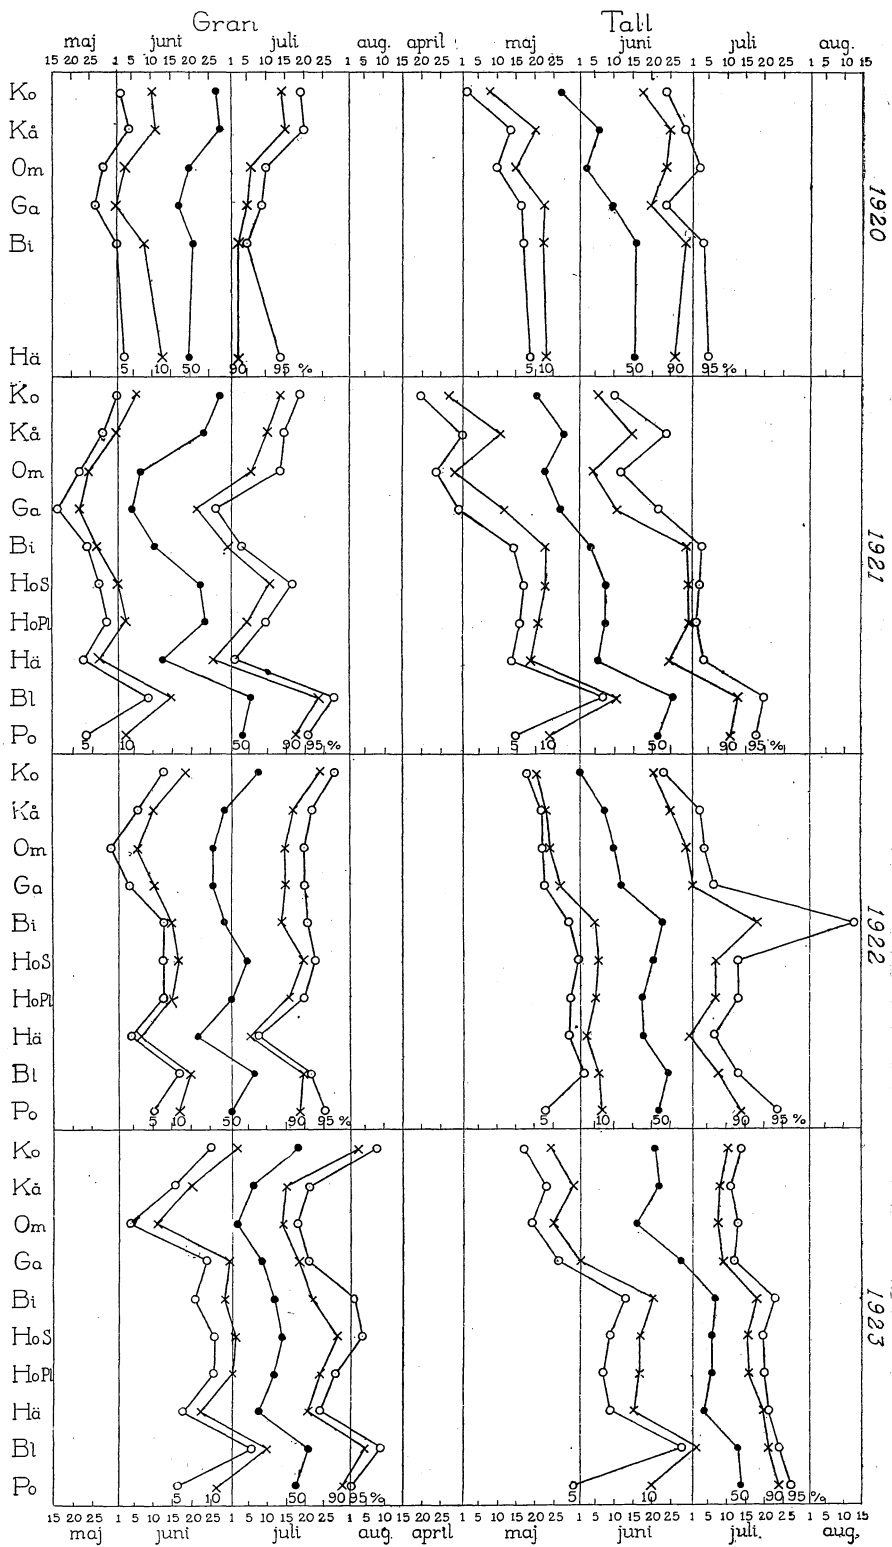 Gran Tall
maj juni juli aug. april maj juni juli aug.
15 20 25 1 5 10 15 20 25 1 5 10 15 20 25 1 5 10 15 20 25 1 5 10 15 20 25 1 5 10 15 20 25 1 5 10 15 20 25 1 5 10 15
Ko
Kå
Om
Ga
Bi
Hä
5 10 50 90 95 % 5 10 50 90 95 %
1920
Ko
Kå
Om
Ga
Bi
HoS
HoPl
Hä
Bl
Po
5 10 50 90 95 % 5 10 50 90 95 %
1921
Ko
Kå
Om
Ga
Bi
HoS
HoPl
Hä
Bl
Po
5 10 50 90 95 % 5 10 50 90 95 %
1922
Ko
Kå
Om
Ga
Bi
HoS
HoPl
Hä
Bl
Po
5 10 50 90 95 % 5 10 50 90 95 %
1923
15 20 25 1 5 10 15 20 25 1 5 10 15 20 25 1 5 10 15 20 25 1 5 10 15 20 25 1 5 10 15 20 25 1 5 10 15 20 25 1 5 10 15
maj juni juli aug. april maj juni juli aug.